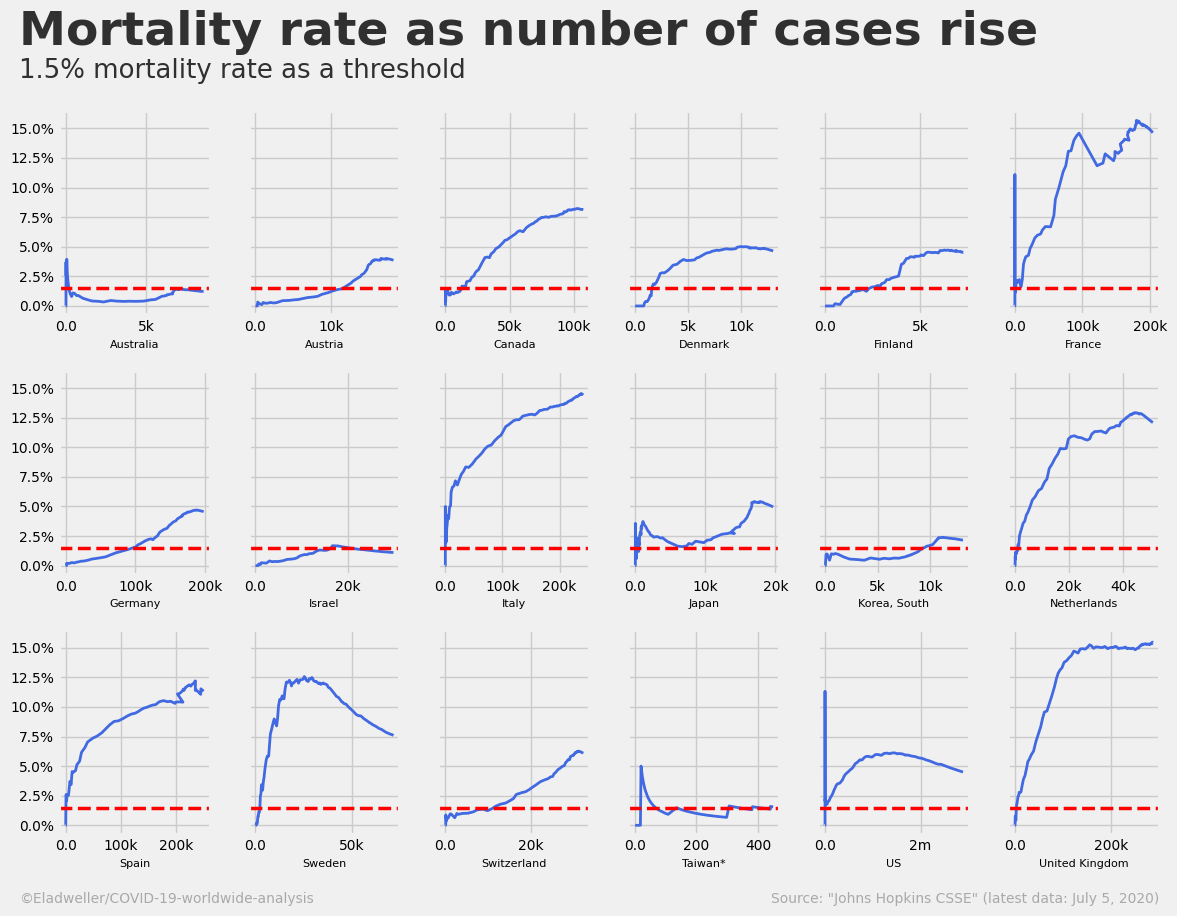 Mortality rate as number of cases rise
1.5% mortality rate as a threshold
15.0%
12.5%
10.0%
7.5%
5.0%
2.5%
0.0%
0.0 5k
Australia
0.0 10k
Austria
0.0 50k 100k
Canada
0.0 5k 10k
Denmark
0.0 5k
Finland
0.0 100k 200k
France
15.0%
12.5%
10.0%
7.5%
5.0%
2.5%
0.0%
0.0 100k 200k
Germany
0.0 20k
Israel
0.0 100k 200k
Italy
0.0 10k 20k
Japan
0.0 5k 10k
Korea, South
0.0 20k 40k
Netherlands
15.0%
12.5%
10.0%
7.5%
5.0%
2.5%
0.0%
0.0 100k 200k
Spain
0.0 50k
Sweden
0.0 20k
Switzerland
0.0 200 400
Taiwan*
0.0 2m
US
0.0 200k
United Kingdom
©Eladweller/COVID-19-worldwide-analysis
Source: "Johns Hopkins CSSE" (latest data: July 5, 2020)